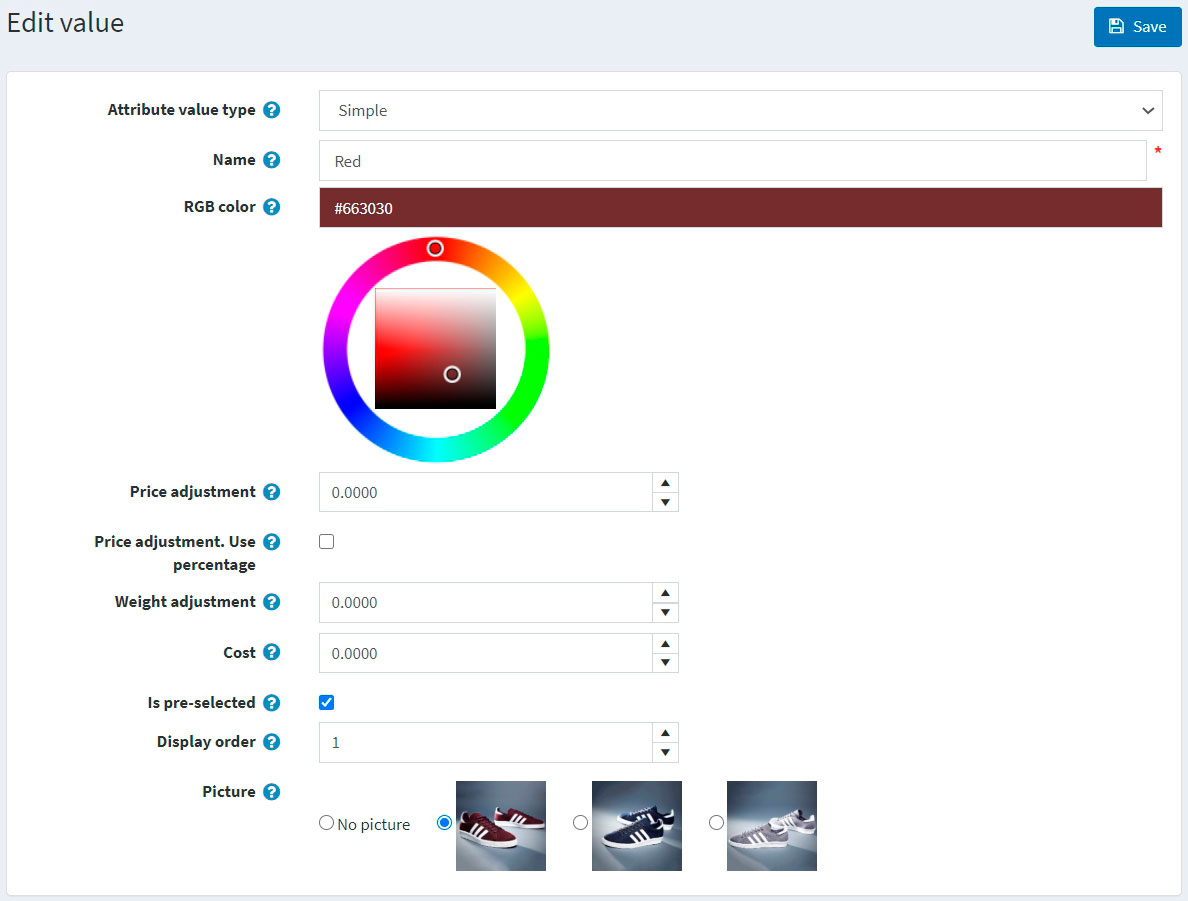 Edit value
Save
Attribute value type
Simple
Name
Red
*
RGB color
#663030
Price adjustment
0.0000
Price adjustment. Use
percentage
Weight adjustment
0.0000
Cost
0.0000
Is pre-selected
Display order
1
Picture
No picture